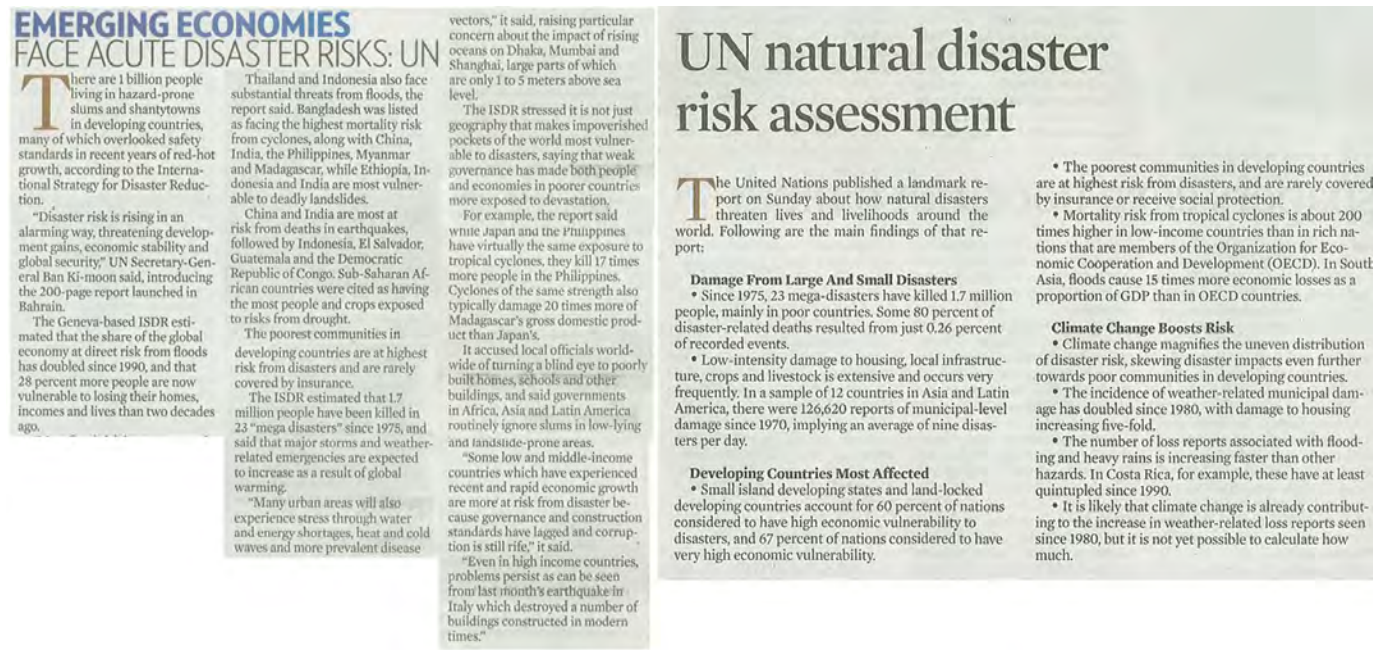 EMERGING ECONOMIES
FACE ACUTE DISASTER RISKS: UN
There are 1 billion people
living in hazard-prone
slums and shantytowns
in developing countries,
many of which overlooked safety
standards in recent years of red-hot
growth, according to the Interna-
tional Strategy for Disaster Reduc-
tion.
"Disaster risk is rising in an
alarming way, threatening develop-
ment gains, economic stability and
global security," UN Secretary-Gen-
eral Ban Ki-moon said, introducing
the 200-page report launched in
Bahrain.
The Geneva-based ISDR esti-
mated that the share of the global
economy at direct risk from floods
has doubled since 1990, and that
28 percent more people are now
vulnerable to losing their homes,
incomes and lives than two decades
ago.
Thailand and Indonesia also face
substantial threats from floods, the
report said. Bangladesh was listed
as facing the highest mortality risk
from cyclones, along with China,
India, the Philippines, Myanmar
and Madagascar, while Ethiopia, In-
donesia and India are most vulner-
able to deadly landslides.
China and India are most at
risk from deaths in earthquakes,
followed by Indonesia, El Salvador,
Guatemala and the Democratic
Republic of Congo. Sub-Saharan Af-
rican countries were cited as having
the most people and crops exposed
to risks from drought.
The poorest communities in
developing countries are at highest
risk from disasters and are rarely
covered by insurance.
The ISDR estimated that 1.7
million people have been killed in
23 "mega disasters" since 1975, and
said that major storms and weather-
related emergencies are expected
to increase as a result of global
warming.
"Many urban areas will also
experience stress through water
and energy shortages, heat and cold
waves and more prevalent disease
vectors," it said, raising particular
concern about the impact of rising
oceans on Dhaka, Mumbai and
Shanghai, large parts of which
are only 1 to 5 meters above sea
level.
The ISDR stressed it is not just
geography that makes impoverished
pockets of the world most vulner-
able to disasters, saying that weak
governance has made both people
and economies in poorer countries
more exposed to devastation.
For example, the report said
while Japan and the Philippines
have virtually the same exposure to
tropical cyclones, they kill 17 times
more people in the Philippines.
Cyclones of the same strength also
typically damage 20 times more of
Madagascar's gross domestic prod-
uct than Japan's.
It accused local officials world-
wide of turning a blind eye to poorly
built homes, schools and other
buildings, and said governments
in Africa, Asia and Latin America
routinely ignore slums in low-lying
and landslide-prone areas.
"Some low and middle-income
countries which have experienced
recent and rapid economic growth
are more at risk from disaster be-
cause governance and construction
standards have lagged and corrup-
tion is still rife," it said.
"Even in high income countries,
problems persist as can be seen
from last month's earthquake in
Italy which destroyed a number of
buildings constructed in modern
times."
UN natural disaster
risk assessment
The United Nations published a landmark re-
port on Sunday about how natural disasters
threaten lives and livelihoods around the
world. Following are the main findings of that re-
port:
Damage From Large And Small Disasters
• Since 1975, 23 mega-disasters have killed 1.7 million
people, mainly in poor countries. Some 80 percent of
disaster-related deaths resulted from just 0.26 percent
of recorded events.
• Low-intensity damage to housing, local infrastruc-
ture, crops and livestock is extensive and occurs very
frequently. In a sample of 12 countries in Asia and Latin
America, there were 126,620 reports of municipal-level
damage since 1970, implying an average of nine disas-
ters per day.
Developing Countries Most Affected
• Small island developing states and land-locked
developing countries account for 60 percent of nations
considered to have high economic vulnerability to
disasters, and 67 percent of nations considered to have
very high economic vulnerability.
• The poorest communities in developing countries
are at highest risk from disasters, and are rarely covered
by insurance or receive social protection.
• Mortality risk from tropical cyclones is about 200
times higher in low-income countries than in rich na-
tions that are members of the Organization for Eco-
nomic Cooperation and Development (OECD). In South
Asia, floods cause 15 times more economic losses as a
proportion of GDP than in OECD countries.
Climate Change Boosts Risk
• Climate change magnifies the uneven distribution
of disaster risk, skewing disaster impacts even further
towards poor communities in developing countries.
• The incidence of weather-related municipal dam-
age has doubled since 1980, with damage to housing
increasing five-fold.
• The number of loss reports associated with flood-
ing and heavy rains is increasing faster than other
hazards. In Costa Rica, for example, these have at least
quintupled since 1990.
• It is likely that climate change is already contribut-
ing to the increase in weather-related loss reports seen
since 1980, but it is not yet possible to calculate how
much.